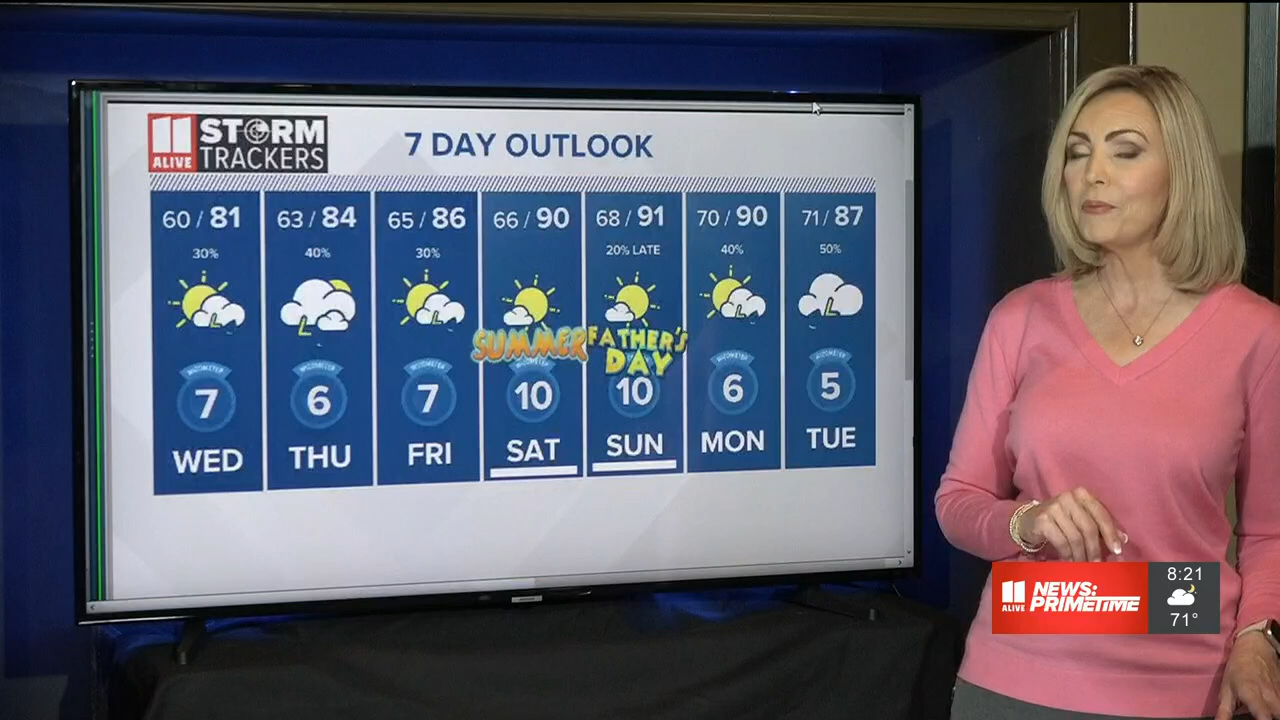 11 ALIVE STORM TRACKERS
7 DAY OUTLOOK
60 / 81
30%
7
WED
63 / 84
40%
6
THU
65 / 86
30%
7
FRI
66 / 90
SUMMER
10
SAT
68 / 91
20% LATE
FATHER'S
DAY
10
SUN
70 / 90
40%
6
MON
71 / 87
50%
5
TUE
11 ALIVE
NEWS:
PRIMETIME
8:21
71°